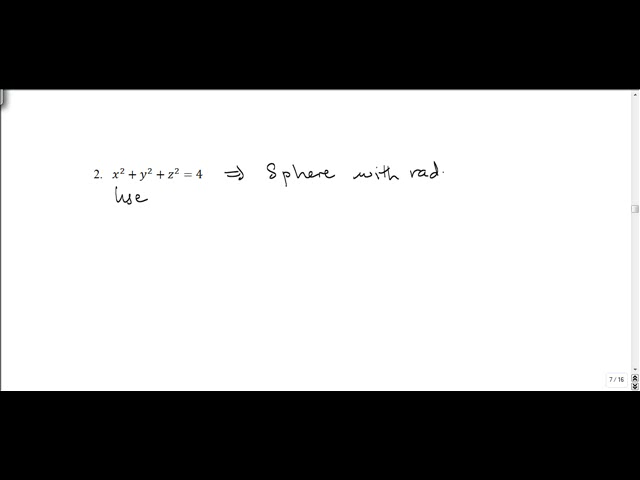 2. x² + y² + z² = 4 ⇒ Sphere with rad.
Use
7 / 16